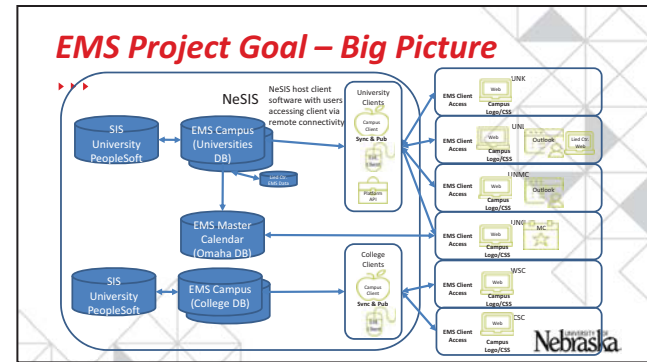 EMS Project Goal – Big Picture
NeSIS
NeSIS host client
software with users
accessing client via
remote connectivity
SIS
University
PeopleSoft
EMS Campus
(Universities
DB)
EMS Master
Calendar
(Omaha DB)
SIS
University
PeopleSoft
EMS Campus
(College DB)
University
Clients
Campus
Client
Sync & Pub
Platform
API
College
Clients
Campus
Client
Sync & Pub
UNK
EMS Client
Access
Web
Campus
Logo/CSS
EMS Client
Access
Web
Campus
Logo/CSS
Outlook
Web
UNMC
EMS Client
Access
Web
Campus
Logo/CSS
Outlook
EMS Client
Access
Web
Campus
Logo/CSS
MC
WSC
EMS Client
Access
Web
Campus
Logo/CSS
CSC
EMS Client
Access
Web
Campus
Logo/CSS
UNIVERSITY OF
Nebraska